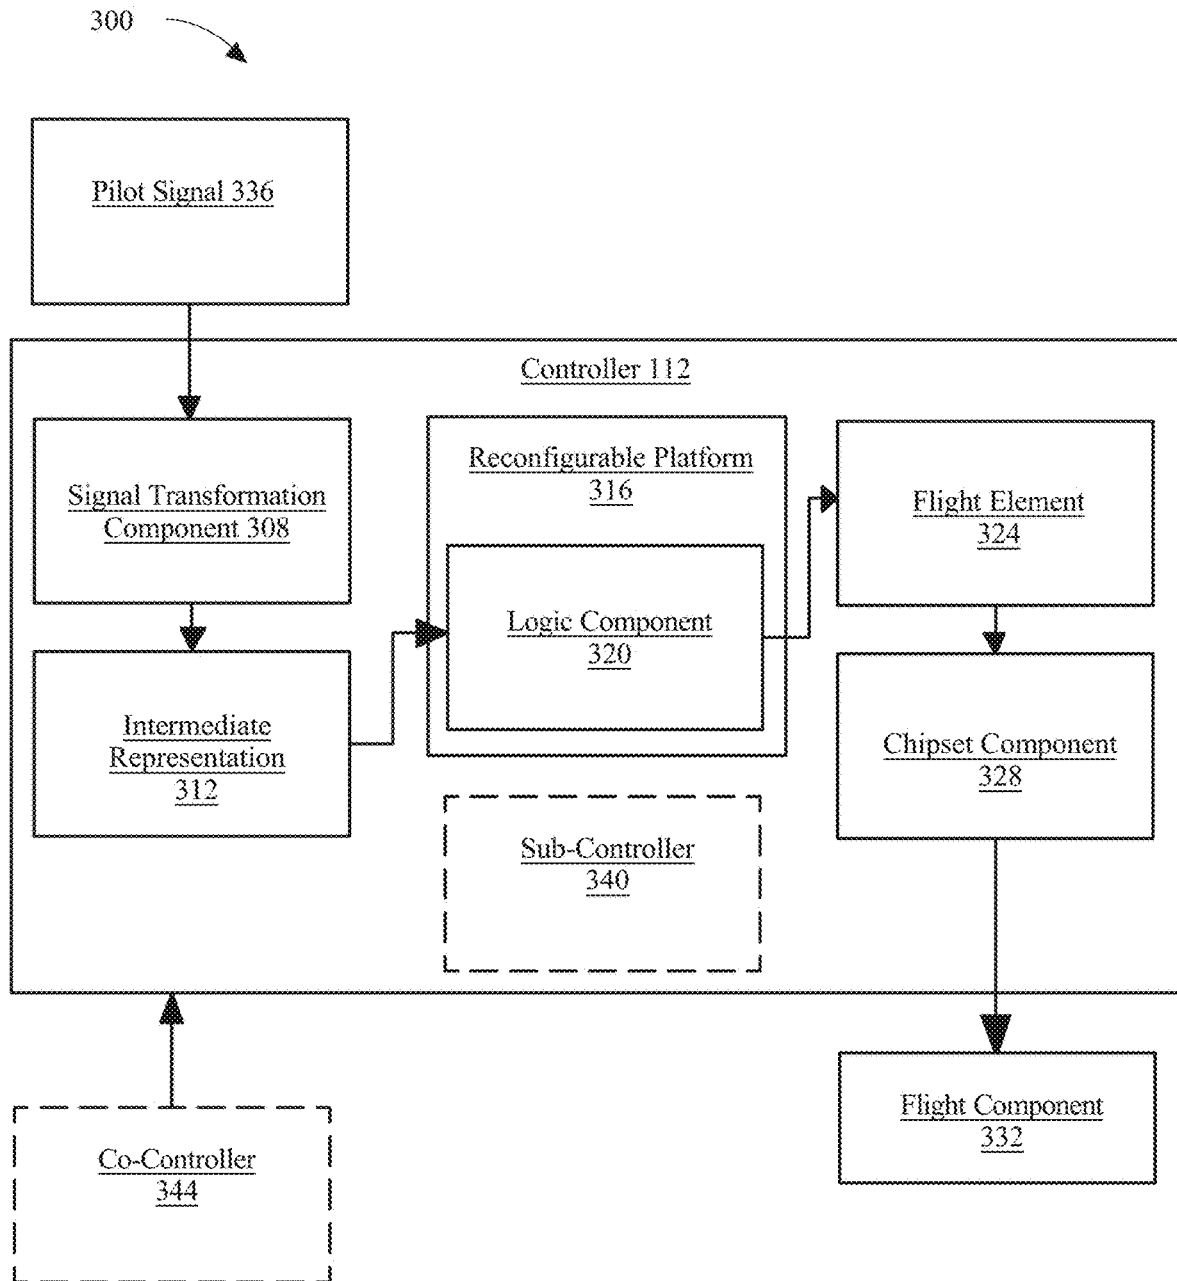 300
Pilot Signal 336
Controller 112
Signal Transformation
Component 308
Intermediate
Representation
312
Reconfigurable Platform
316
Logic Component
320
Sub-Controller
340
Flight Element
324
Chipset Component
328
Flight Component
332
Co-Controller
344